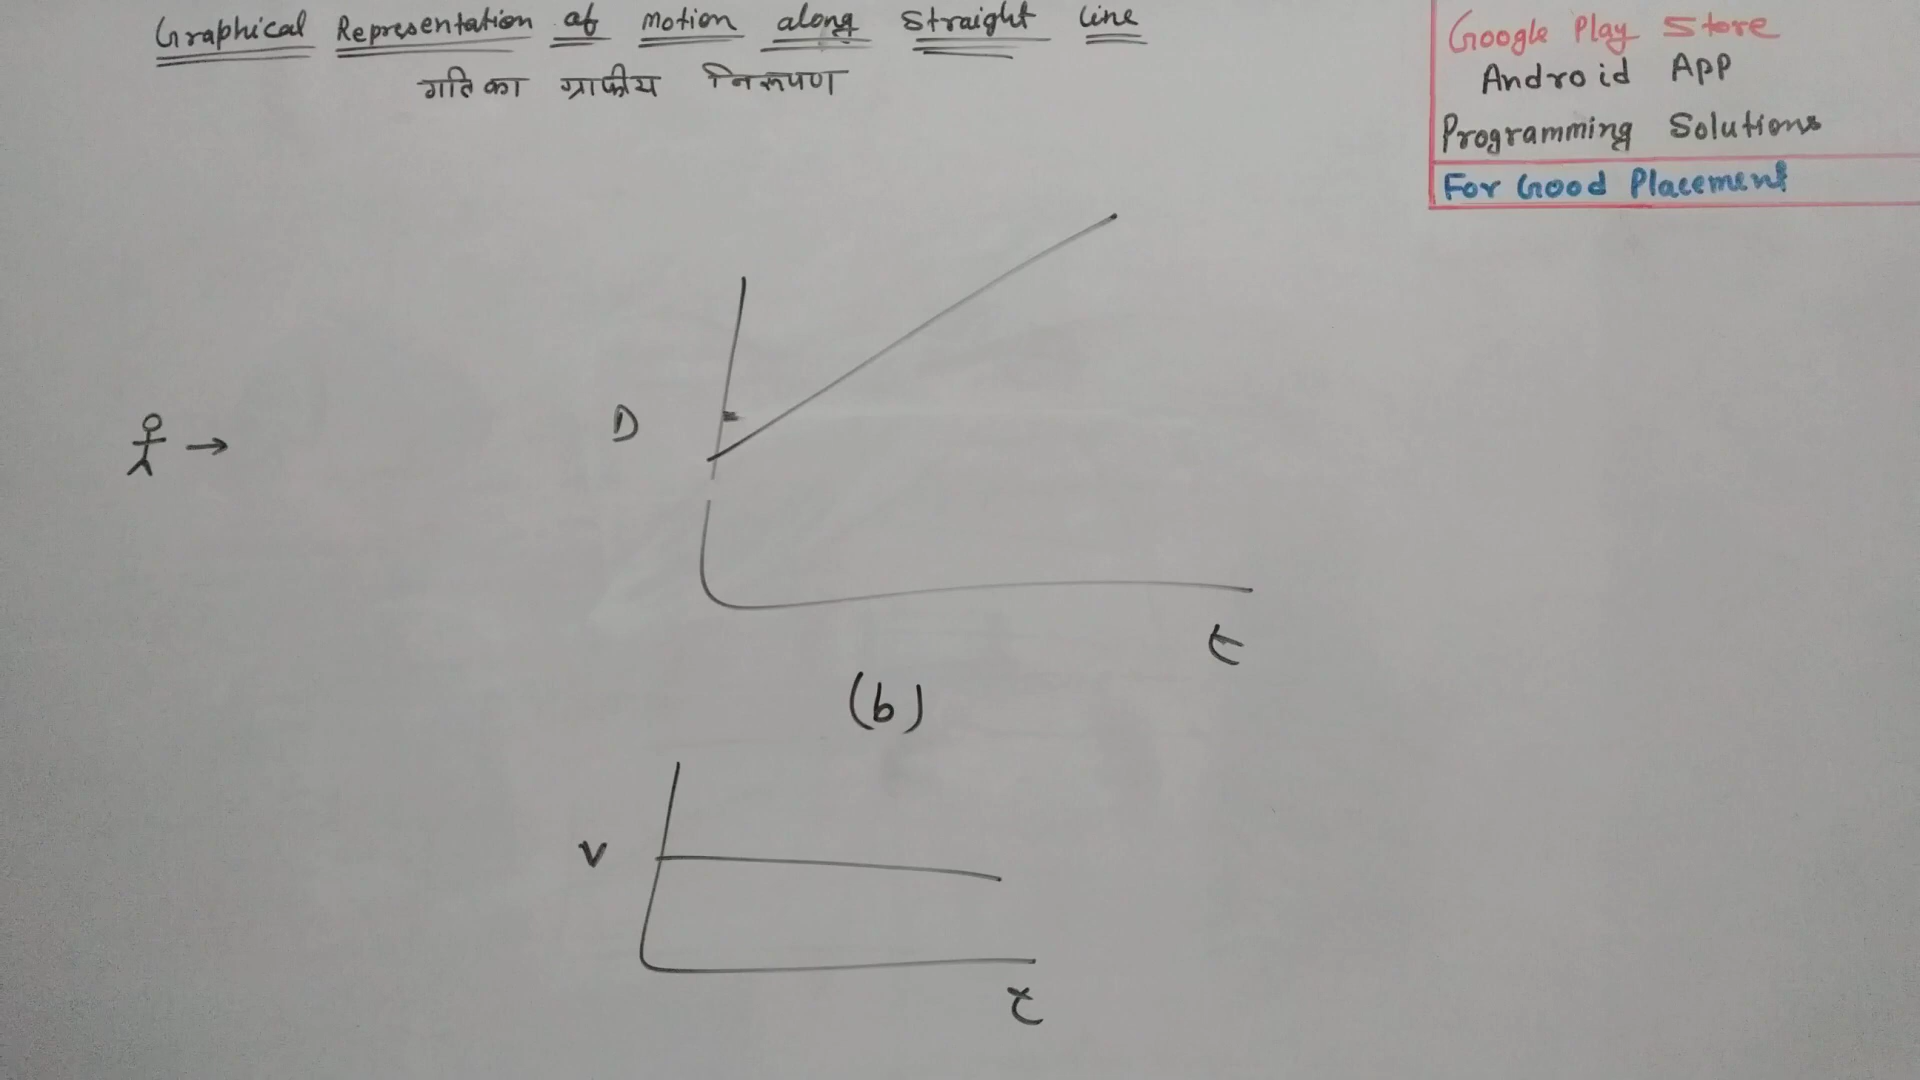 Graphical Representation of motion along straight line
गति का ग्राफीय निरूपण
Google Play Store
Android App
Programming Solutions
For Good Placement
D
t
(b)
V
t